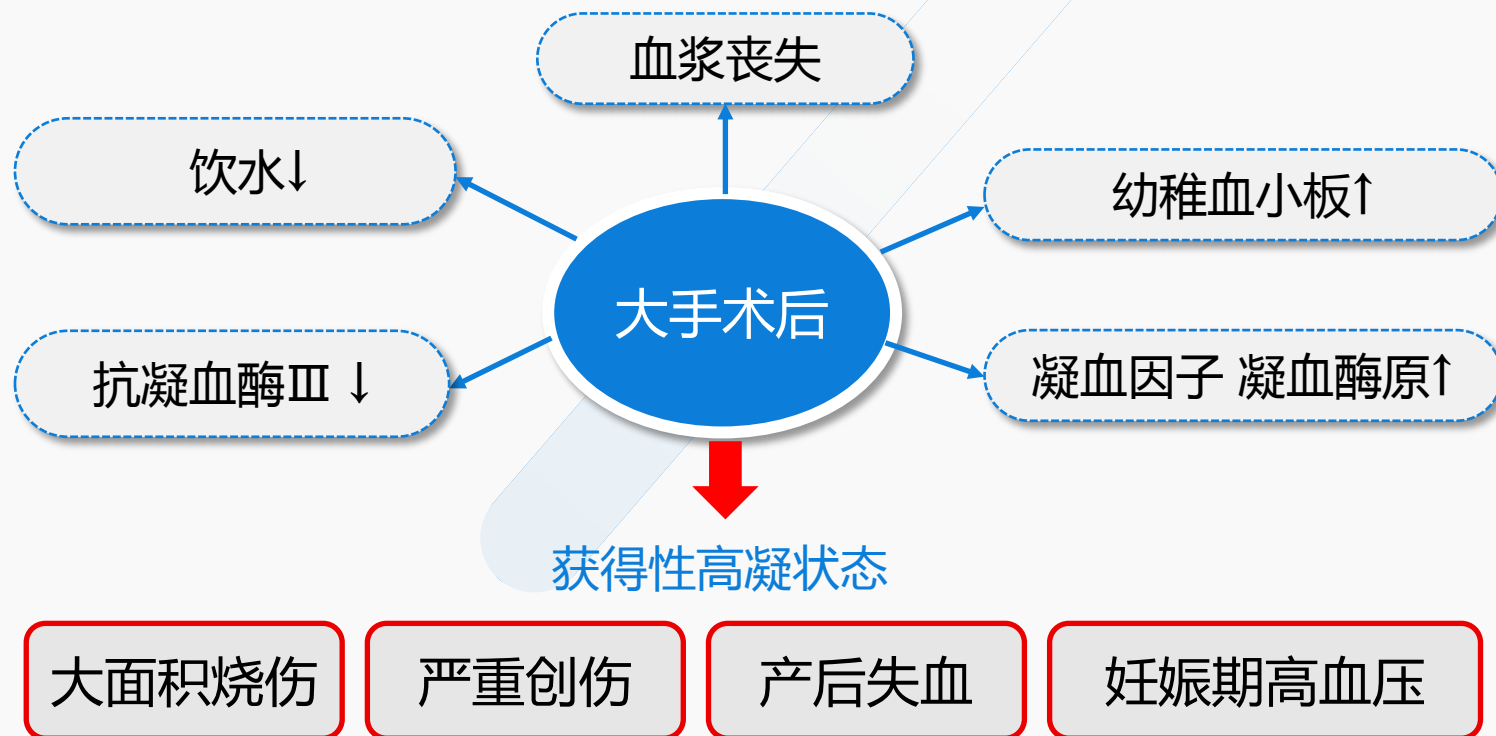 血浆丧失
饮水↓
幼稚血小板↑
大手术后
抗凝血酶Ⅲ ↓
凝血因子 凝血酶原↑
获得性高凝状态
大面积烧伤
严重创伤
产后失血
妊娠期高血压